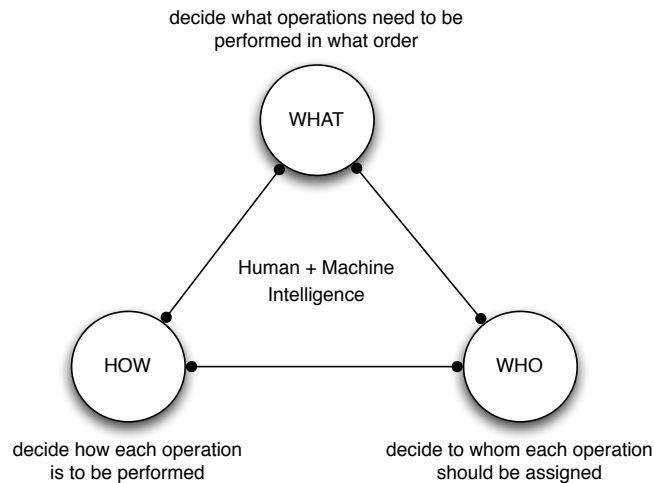 decide what operations need to be
performed in what order
WHAT
Human + Machine
Intelligence
HOW
WHO
decide how each operation
is to be performed
decide to whom each operation
should be assigned